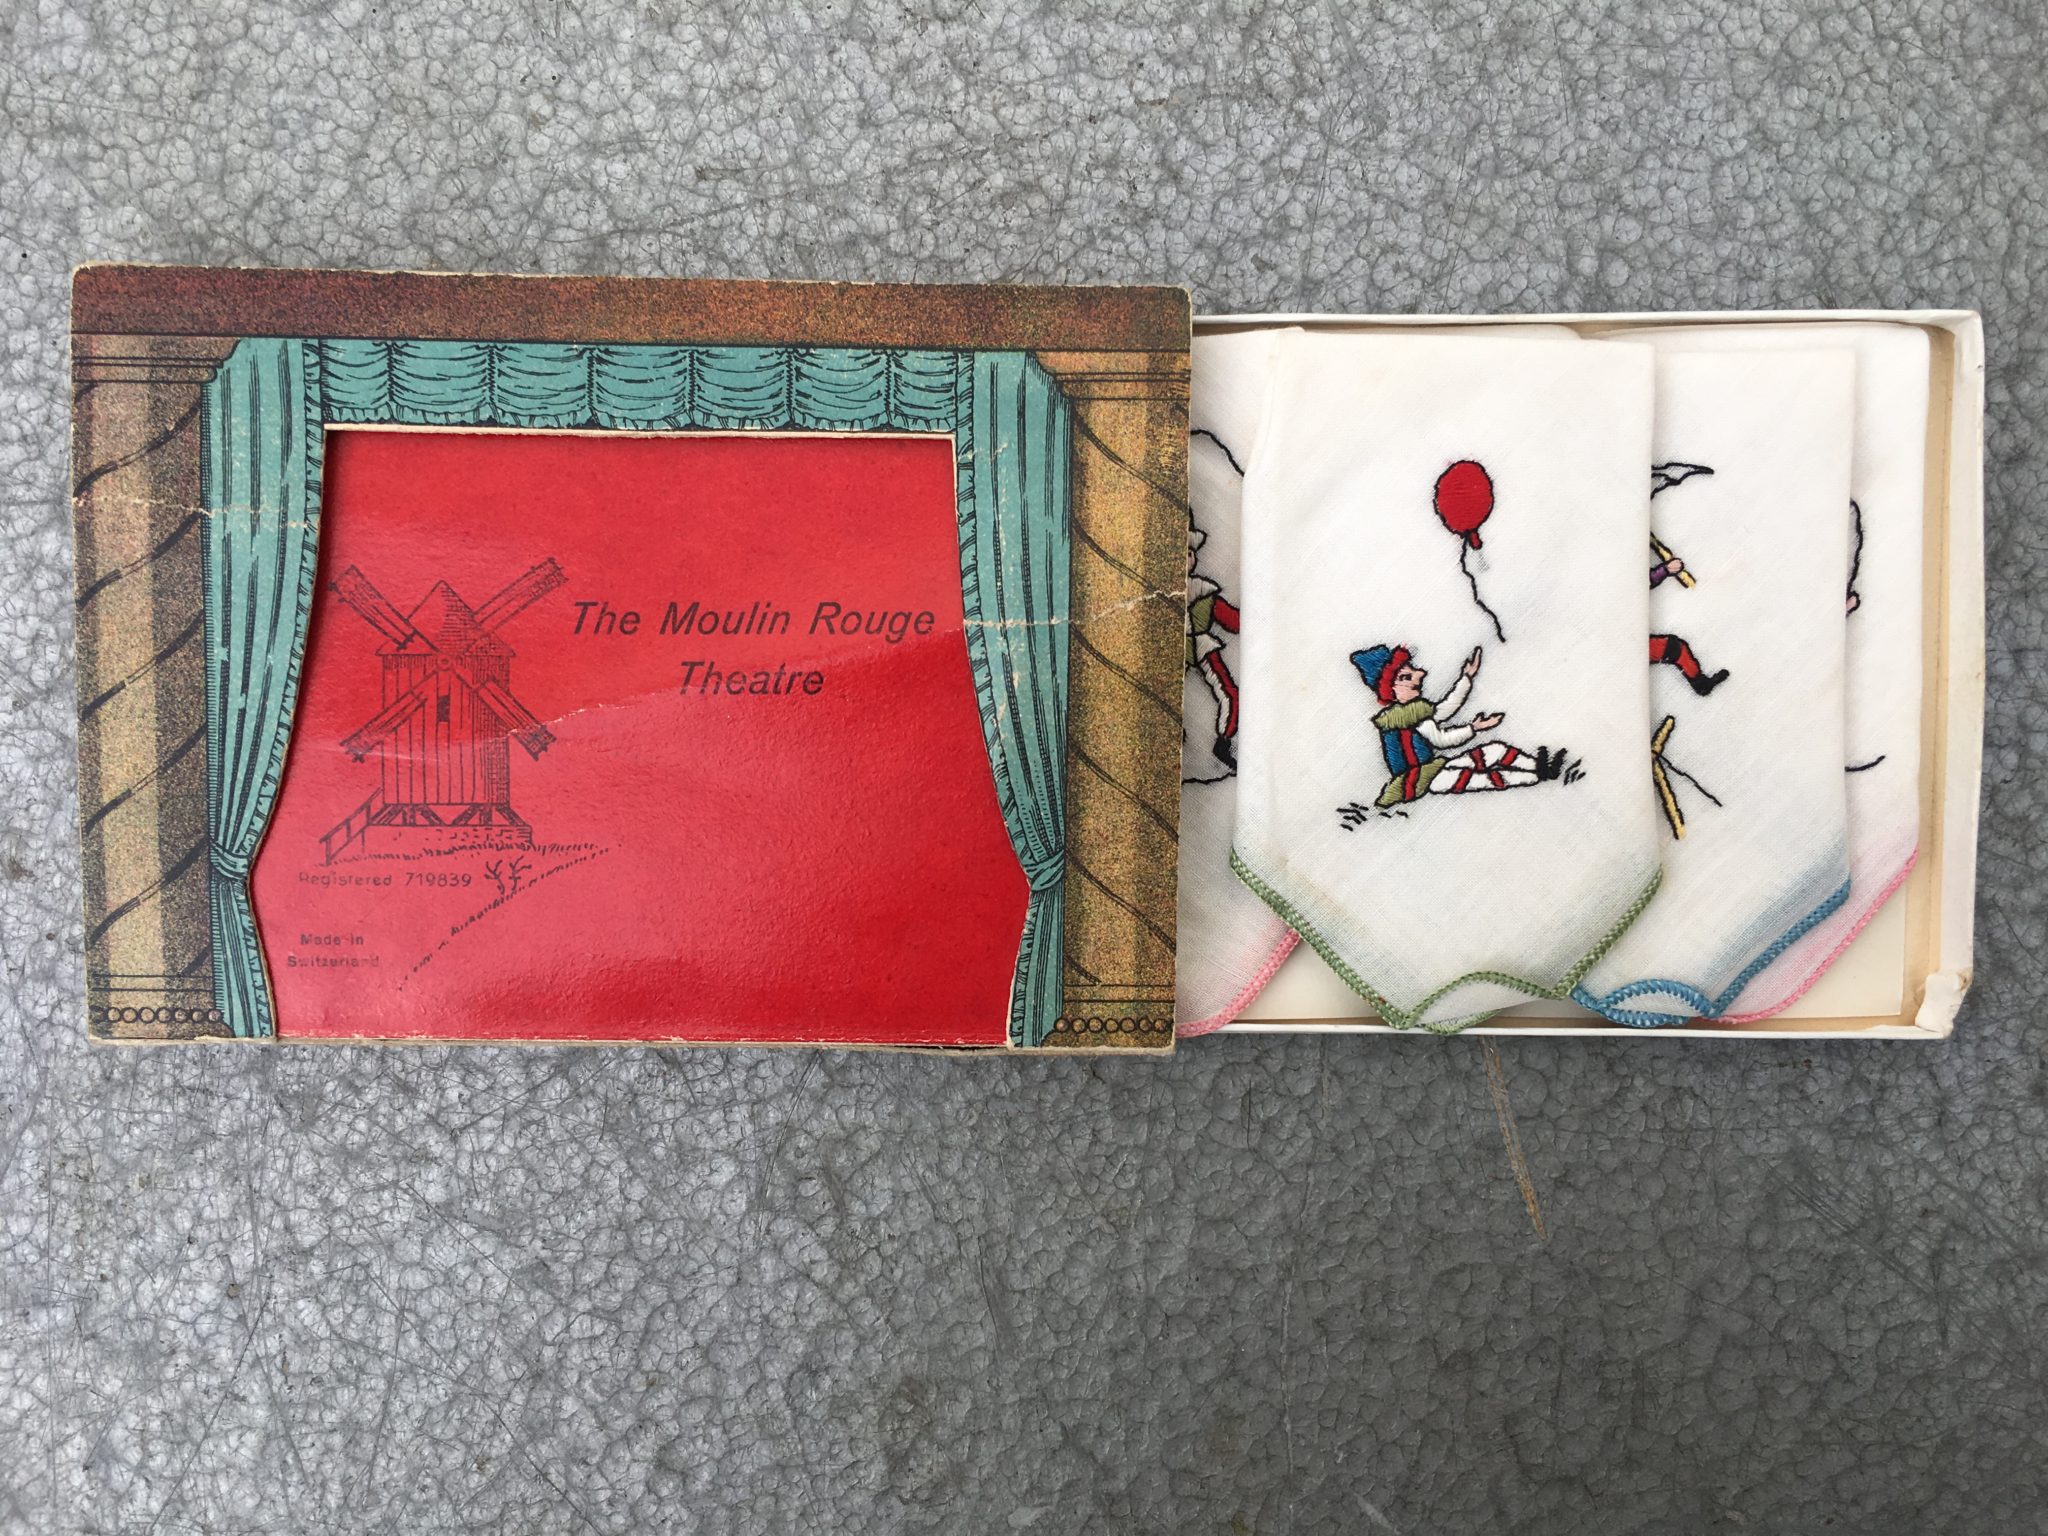 The Moulin Rouge
Theatre
Registered 719839
Made in
Switzerland